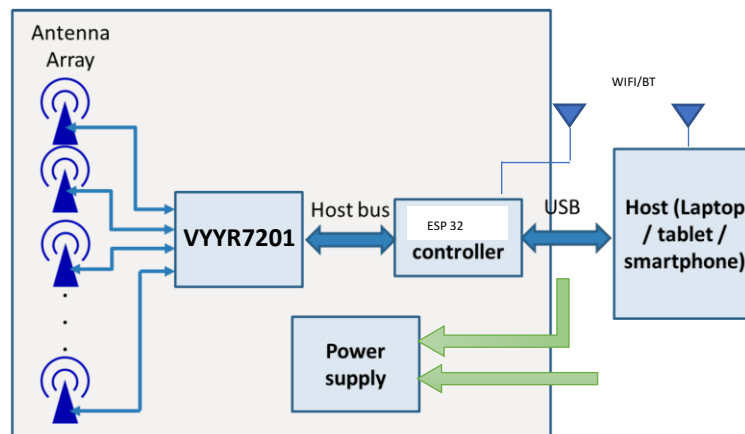 Antenna
Array
WIFI/BT
VYYR7201
Host bus
ESP 32
controller
USB
Host (Laptop
/ tablet /
smartphone)
Power
supply